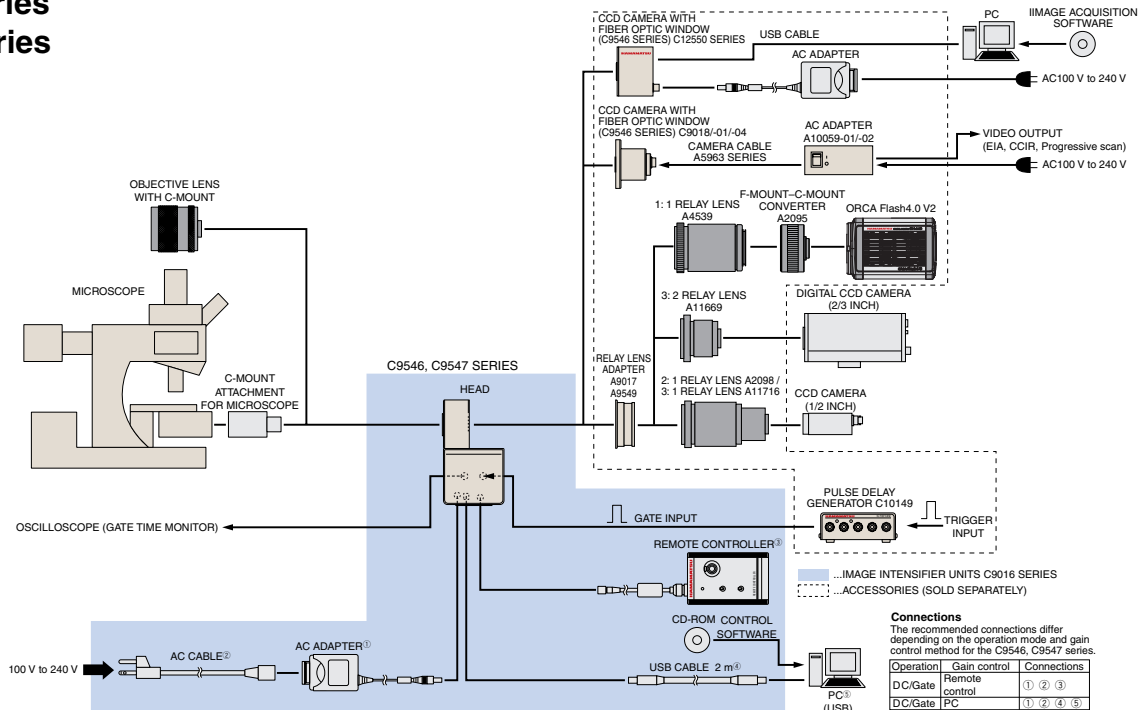 ries
ries
CCD CAMERA WITH
FIBER OPTIC WINDOW
(C9546 SERIES) C12550 SERIES
USB CABLE
PC
IIMAGE ACQUISITION
SOFTWARE
AC ADAPTER
AC100 V to 240 V
CCD CAMERA WITH
FIBER OPTIC WINDOW
(C9546 SERIES) C9018/-01/-04
CAMERA CABLE
A5963 SERIES
AC ADAPTER
A10059-01/-02
VIDEO OUTPUT
(EIA, CCIR, Progressive scan)
AC100 V to 240 V
OBJECTIVE LENS
WITH C-MOUNT
1: 1 RELAY LENS
A4539
F-MOUNT–C-MOUNT
CONVERTER
A2095
ORCA Flash4.0 V2
MICROSCOPE
3: 2 RELAY LENS
A11669
DIGITAL CCD CAMERA
(2/3 INCH)
C-MOUNT
ATTACHMENT
FOR MICROSCOPE
C9546, C9547 SERIES
HEAD
RELAY LENS
ADAPTER
A9017
A9549
2: 1 RELAY LENS A2098 /
3: 1 RELAY LENS A11716
CCD CAMERA
(1/2 INCH)
PULSE DELAY
GENERATOR C10149
TRIGGER
INPUT
OSCILLOSCOPE (GATE TIME MONITOR)
GATE INPUT
REMOTE CONTROLLER③
...IMAGE INTENSIFIER UNITS C9016 SERIES
...ACCESSORIES (SOLD SEPARATELY)
CD-ROM CONTROL
SOFTWARE
100 V to 240 V
AC CABLE②
AC ADAPTER①
USB CABLE 2 m④
PC⑤
(USB)
Connections
The recommended connections differ
depending on the operation mode and gain
control method for the C9546, C9547 series.
Operation Gain control Connections
DC/Gate Remote control ① ② ③
DC/Gate PC ① ② ④ ⑤